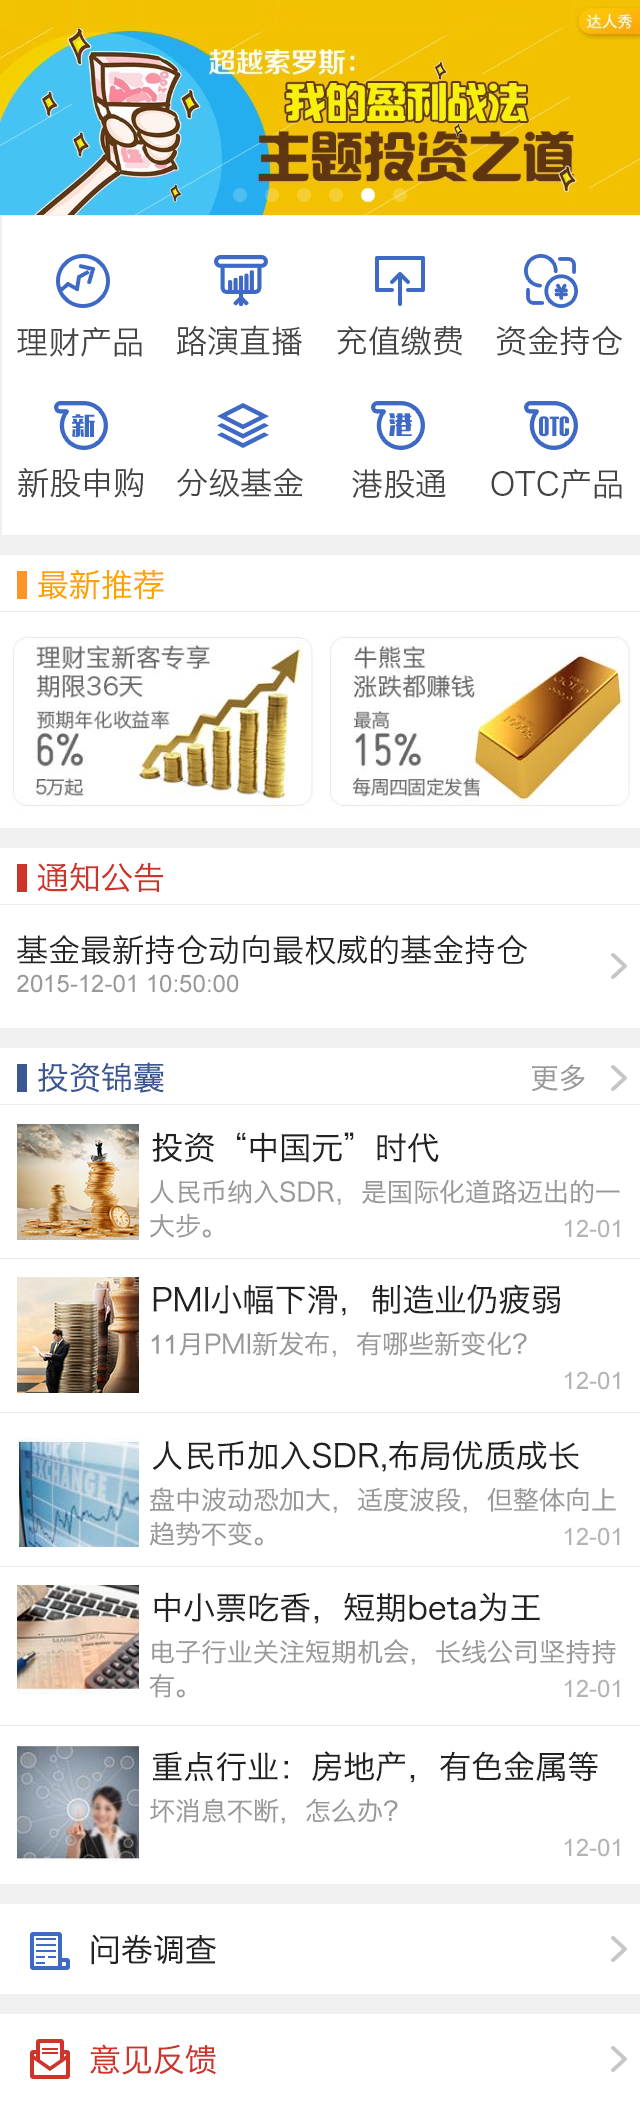 达人秀
超越索罗斯：
我的盈利战法
主题投资之道
理财产品 路演直播 充值缴费 资金持仓
新 港 OTC
新股申购 分级基金 港股通 OTC产品
最新推荐
理财宝新客专享
期限36天
预期年化收益率
6%
5万起
牛熊宝
涨跌都赚钱
最高
15%
每周四固定发售
GOLD
通知公告
基金最新持仓动向最权威的基金持仓
2015-12-01 10:50:00
投资锦囊 更多
投资“中国元”时代
人民币纳入SDR，是国际化道路迈出的一
大步。 12-01
PMI小幅下滑，制造业仍疲弱
11月PMI新发布，有哪些新变化？
12-01
STOCK
EXCHANGE
人民币加入SDR,布局优质成长
盘中波动恐加大，适度波段，但整体向上
趋势不变。 12-01
MARKET DATA
中小票吃香，短期beta为王
电子行业关注短期机会，长线公司坚持持
有。 12-01
重点行业：房地产，有色金属等
坏消息不断，怎么办？
12-01
问卷调查
意见反馈